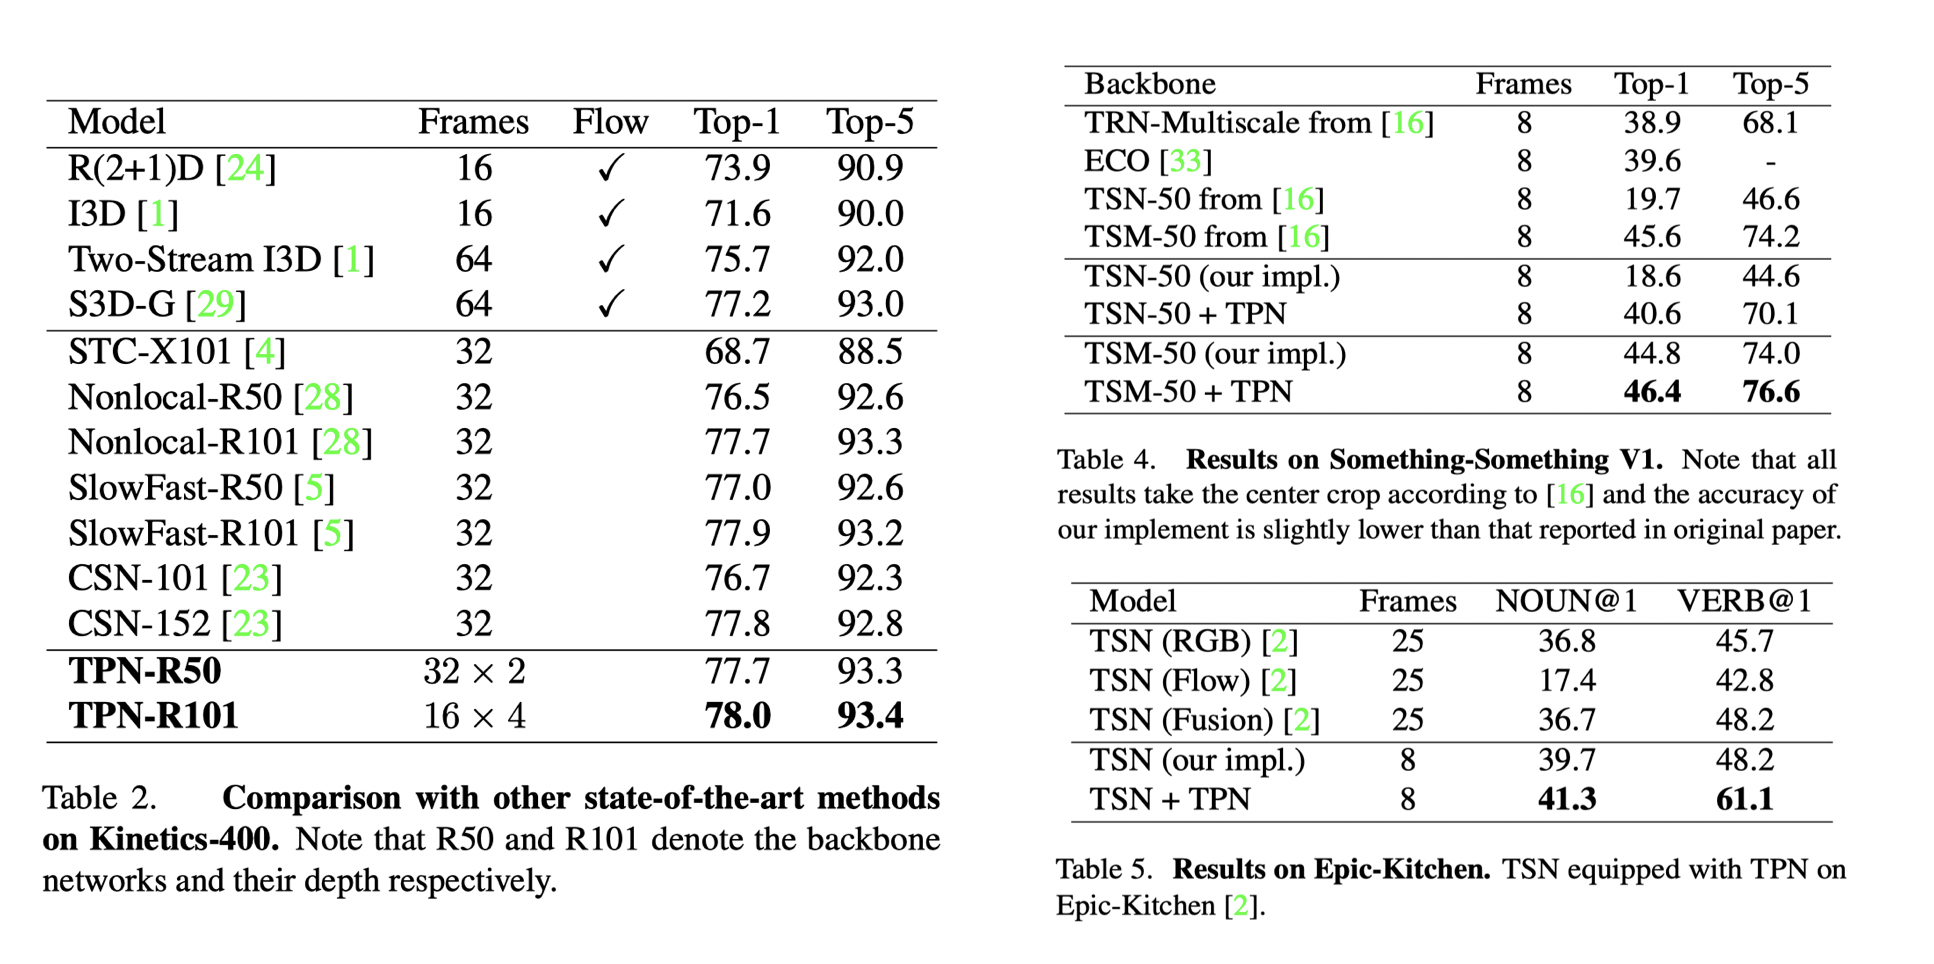 Model Frames Flow Top-1 Top-5
R(2+1)D [24] 16 ✓ 73.9 90.9
I3D [1] 16 ✓ 71.6 90.0
Two-Stream I3D [1] 64 ✓ 75.7 92.0
S3D-G [29] 64 ✓ 77.2 93.0
STC-X101 [4] 32 68.7 88.5
Nonlocal-R50 [28] 32 76.5 92.6
Nonlocal-R101 [28] 32 77.7 93.3
SlowFast-R50 [5] 32 77.0 92.6
SlowFast-R101 [5] 32 77.9 93.2
CSN-101 [23] 32 76.7 92.3
CSN-152 [23] 32 77.8 92.8
TPN-R50 32 × 2 77.7 93.3
TPN-R101 16 × 4 78.0 93.4
Table 2. Comparison with other state-of-the-art methods
on Kinetics-400. Note that R50 and R101 denote the backbone
networks and their depth respectively.
Backbone Frames Top-1 Top-5
TRN-Multiscale from [16] 8 38.9 68.1
ECO [33] 8 39.6 -
TSN-50 from [16] 8 19.7 46.6
TSM-50 from [16] 8 45.6 74.2
TSN-50 (our impl.) 8 18.6 44.6
TSN-50 + TPN 8 40.6 70.1
TSM-50 (our impl.) 8 44.8 74.0
TSM-50 + TPN 8 46.4 76.6
Table 4. Results on Something-Something V1. Note that all
results take the center crop according to [16] and the accuracy of
our implement is slightly lower than that reported in original paper.
Model Frames NOUN@1 VERB@1
TSN (RGB) [2] 25 36.8 45.7
TSN (Flow) [2] 25 17.4 42.8
TSN (Fusion) [2] 25 36.7 48.2
TSN (our impl.) 8 39.7 48.2
TSN + TPN 8 41.3 61.1
Table 5. Results on Epic-Kitchen. TSN equipped with TPN on
Epic-Kitchen [2].